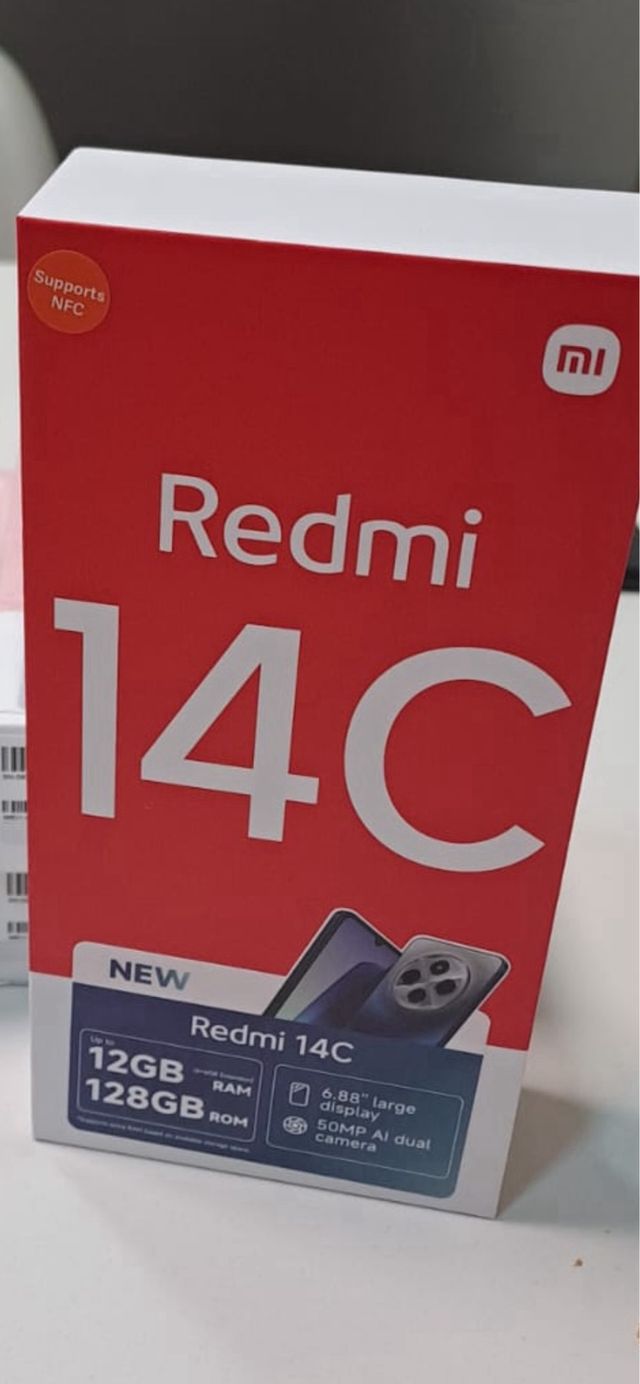 Supports
NFC
mi
Redmi
14C
NEW
Redmi 14C
Up to
12GB
RAM
128GB ROM
6.88" large
display
50MP AI dual
camera